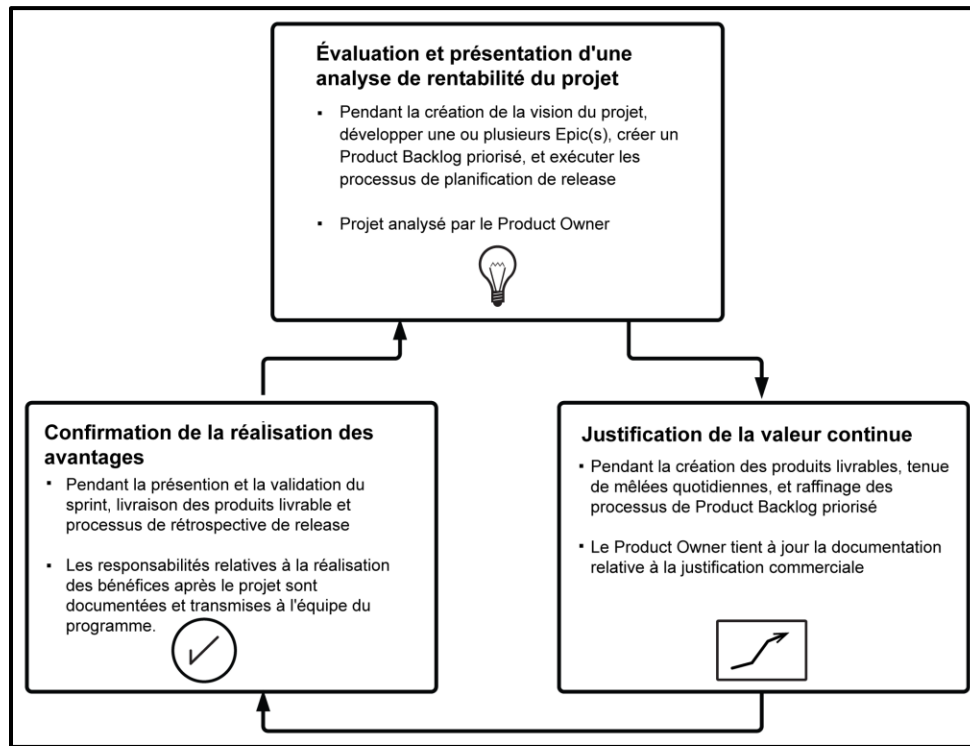 Évaluation et présentation d'une
analyse de rentabilité du projet
▪ Pendant la création de la vision du projet,
développer une ou plusieurs Epic(s), créer un
Product Backlog priorisé, et exécuter les
processus de planification de release
▪ Projet analysé par le Product Owner
Confirmation de la réalisation des
avantages
▪ Pendant la présention et la validation du
sprint, livraison des produits livrable et
processus de rétrospective de release
▪ Les responsabilités relatives à la réalisation
des bénéfices après le projet sont
documentées et transmises à l'équipe du
programme.
Justification de la valeur continue
▪ Pendant la création des produits livrables, tenue
de mêlées quotidiennes, et raffinage des
processus de Product Backlog priorisé
▪ Le Product Owner tient à jour la documentation
relative à la justification commerciale